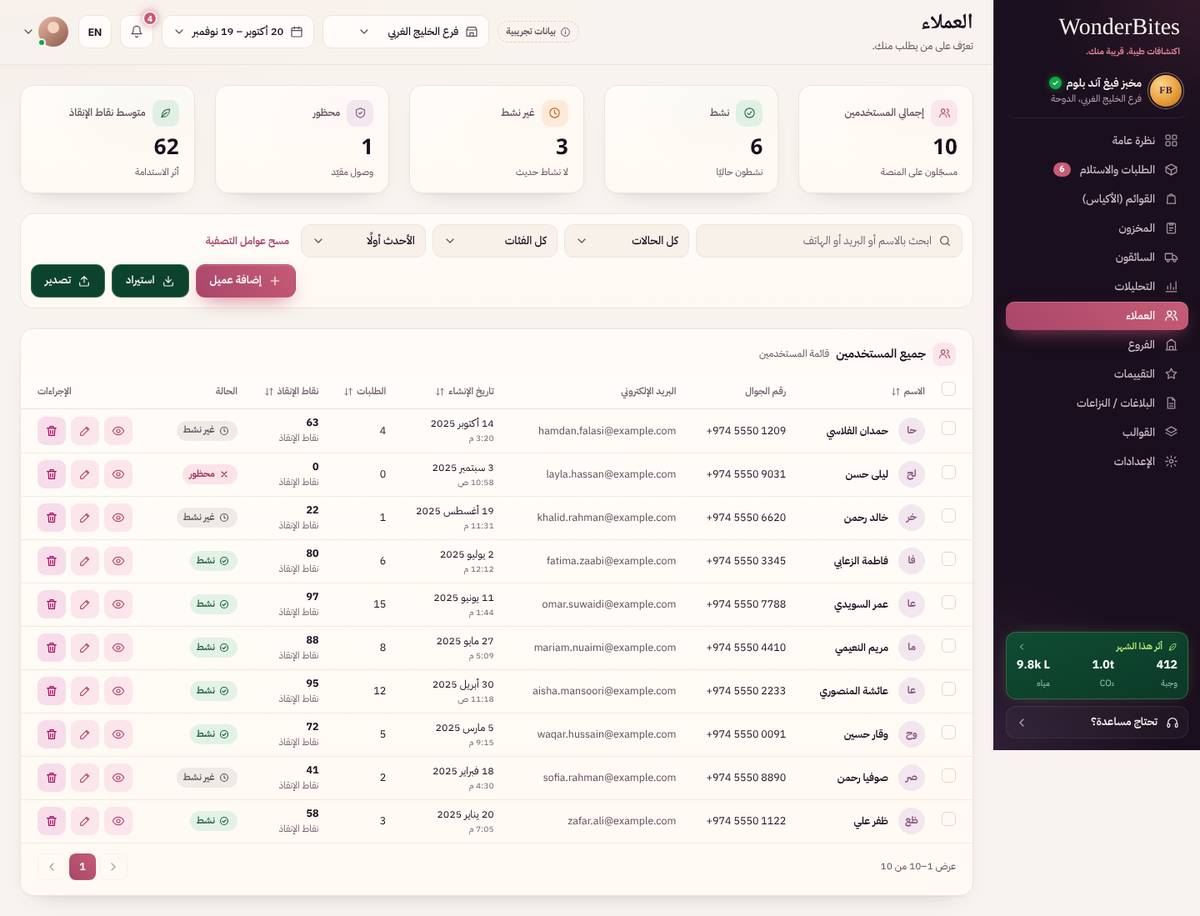 WonderBites
اكتشافات طيبة. قريبة منك.
FB
مخبز فيغ آند بلوم
فرع الخليج الغربي، الدوحة
نظرة عامة
الطلبات والاستلام 6
القوائم (الأكياس)
المخزون
السائقون
التحليلات
العملاء
الفروع
التقييمات
البلاغات / النزاعات
القوالب
الإعدادات
أثر هذا الشهر
412 1.0t 9.8k L
وجبة CO₂ مياه
تحتاج مساعدة؟
العملاء
تعرّف على من يطلب منك.
بيانات تجريبية
فرع الخليج الغربي
20 أكتوبر – 19 نوفمبر
4
EN
إجمالي المستخدمين
10
مسجّلون على المنصة
نشط
6
نشطون حاليًا
غير نشط
3
لا نشاط حديث
محظور
1
وصول مقيّد
متوسط نقاط الإنقاذ
62
أثر الاستدامة
ابحث بالاسم أو البريد أو الهاتف
كل الحالات
كل الفئات
الأحدث أولًا
مسح عوامل التصفية
إضافة عميل
استيراد
تصدير
جميع المستخدمين قائمة المستخدمين
الاسم رقم الجوال البريد الإلكتروني تاريخ الإنشاء الطلبات نقاط الإنقاذ الحالة الإجراءات
حا حمدان الفلاسي +974 5550 1209 hamdan.falasi@example.com 14 أكتوبر 2025 4 63 غير نشط
3:20 م نقاط الإنقاذ
لح ليلى حسن +974 5550 9031 layla.hassan@example.com 3 سبتمبر 2025 0 0 محظور
10:58 ص نقاط الإنقاذ
خر خالد رحمن +974 5550 6620 khalid.rahman@example.com 19 أغسطس 2025 1 22 غير نشط
11:31 م نقاط الإنقاذ
فا فاطمة الزعابي +974 5550 3345 fatima.zaabi@example.com 2 يوليو 2025 6 80 نشط
12:12 م نقاط الإنقاذ
عا عمر السويدي +974 5550 7788 omar.suwaidi@example.com 11 يونيو 2025 15 97 نشط
1:44 م نقاط الإنقاذ
ما مريم النعيمي +974 5550 4410 mariam.nuaimi@example.com 27 مايو 2025 8 88 نشط
5:09 م نقاط الإنقاذ
عا عائشة المنصوري +974 5550 2233 aisha.mansoori@example.com 30 أبريل 2025 12 95 نشط
11:18 ص نقاط الإنقاذ
وح وقار حسين +974 5550 0091 waqar.hussain@example.com 5 مارس 2025 5 72 نشط
9:15 م نقاط الإنقاذ
صر صوفيا رحمن +974 5550 8890 sofia.rahman@example.com 18 فبراير 2025 2 41 غير نشط
4:30 م نقاط الإنقاذ
ظع ظفر علي +974 5550 1122 zafar.ali@example.com 20 يناير 2025 3 58 نشط
7:05 م نقاط الإنقاذ
عرض 1–10 من 10
1